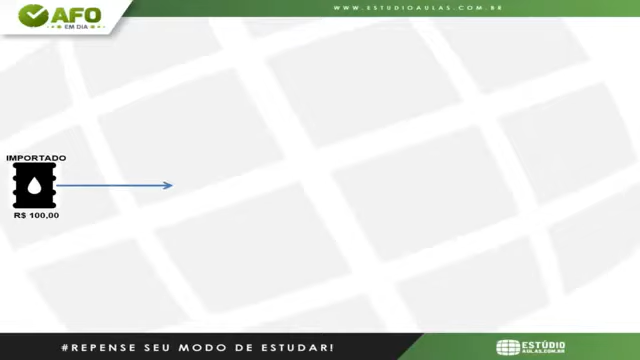 AFO
EM DIA
WWW.ESTUDIOAULAS.COM.BR
IMPORTADO
R$ 100,00
#REPENSE SEU MODO DE ESTUDAR!
ESTÚDIO
AULAS.COM.BR